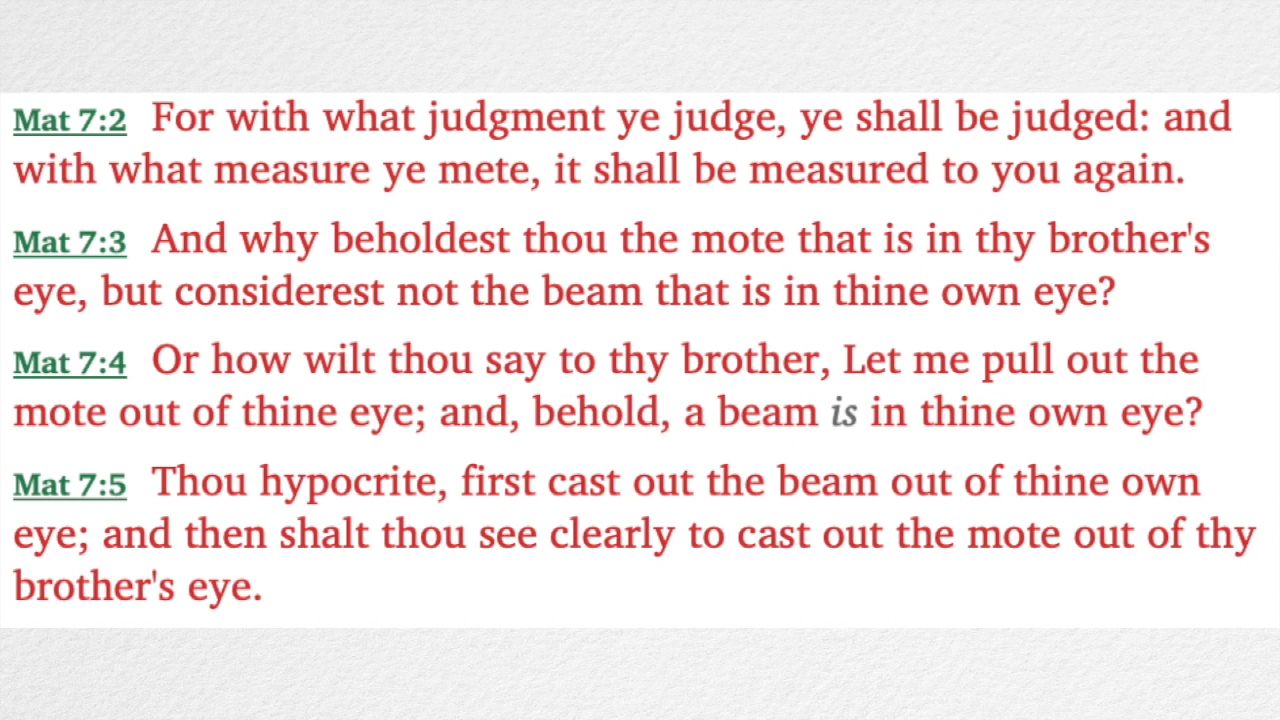 Mat 7:2 For with what judgment ye judge, ye shall be judged: and
with what measure ye mete, it shall be measured to you again.
Mat 7:3 And why beholdest thou the mote that is in thy brother's
eye, but considerest not the beam that is in thine own eye?
Mat 7:4 Or how wilt thou say to thy brother, Let me pull out the
mote out of thine eye; and, behold, a beam is in thine own eye?
Mat 7:5 Thou hypocrite, first cast out the beam out of thine own
eye; and then shalt thou see clearly to cast out the mote out of thy
brother's eye.